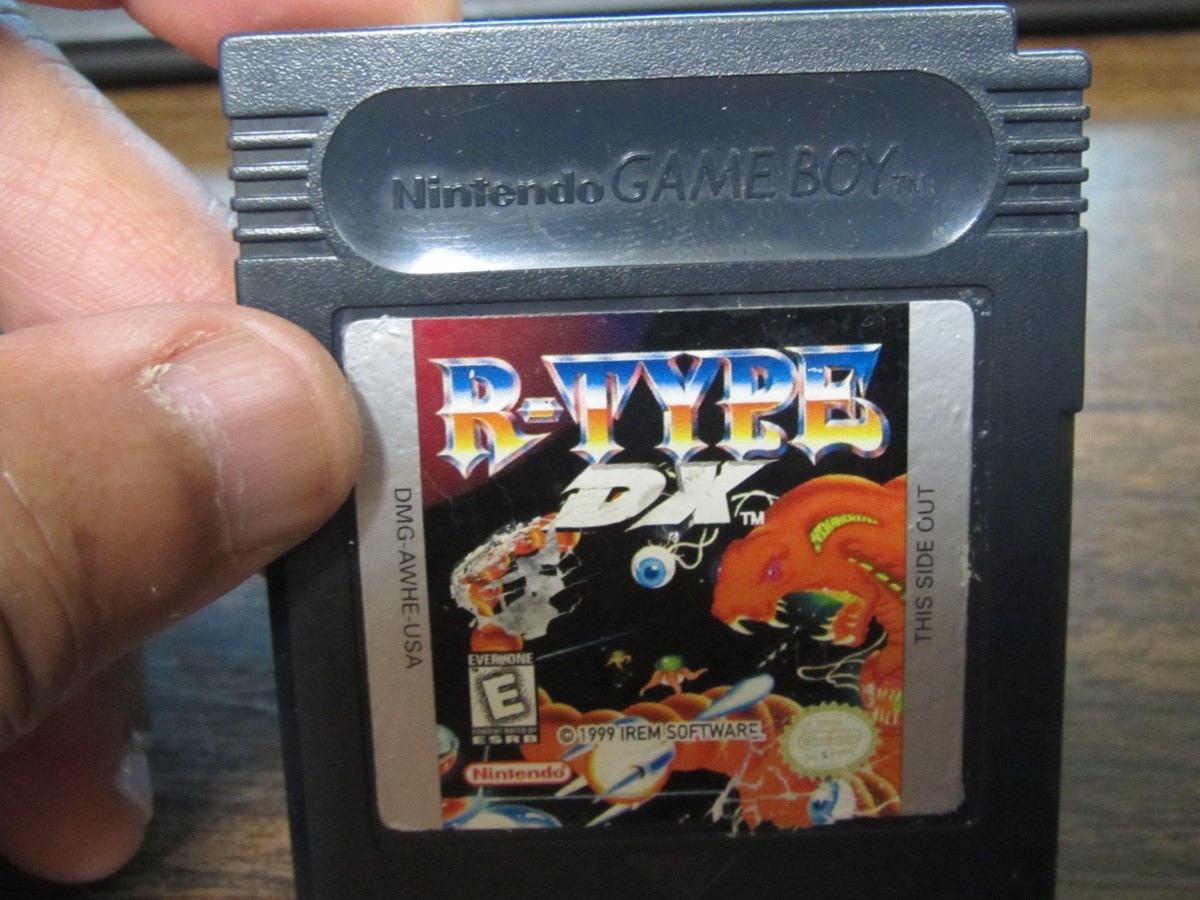 Nintendo GAME BOY TM
R-TYPE
DX TM
DMG-AWHE-USA
THIS SIDE OUT
EVERYONE
E
ESRB
© 1999 IREM SOFTWARE.
Nintendo